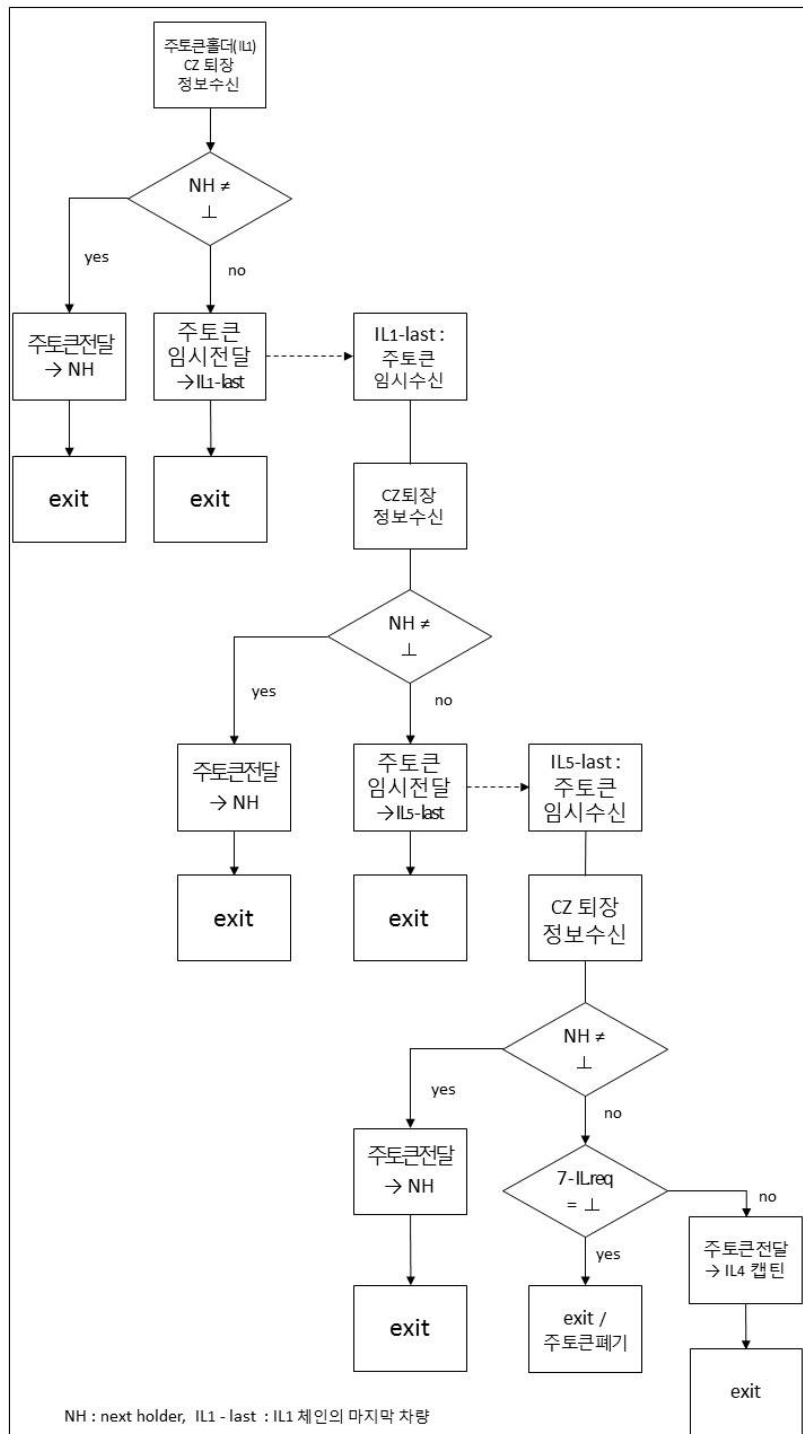 주토큰홀더(IL1)
CZ 퇴장
정보수신
NH ≠
⊥
yes
no
주토큰전달
→ NH
주토큰
임시전달
→IL1-last
IL1-last :
주토큰
임시수신
exit
exit
CZ퇴장
정보수신
NH ≠
⊥
yes
no
주토큰전달
→ NH
주토큰
임시전달
→IL5-last
IL5-last :
주토큰
임시수신
exit
exit
CZ 퇴장
정보수신
NH ≠
⊥
yes
no
주토큰전달
→ NH
7-IL.req
= ⊥
no
yes
주토큰전달
→ IL4 캡틴
exit
exit /
주토큰폐기
exit
NH : next holder, IL1 - last : IL1 체인의 마지막 차량